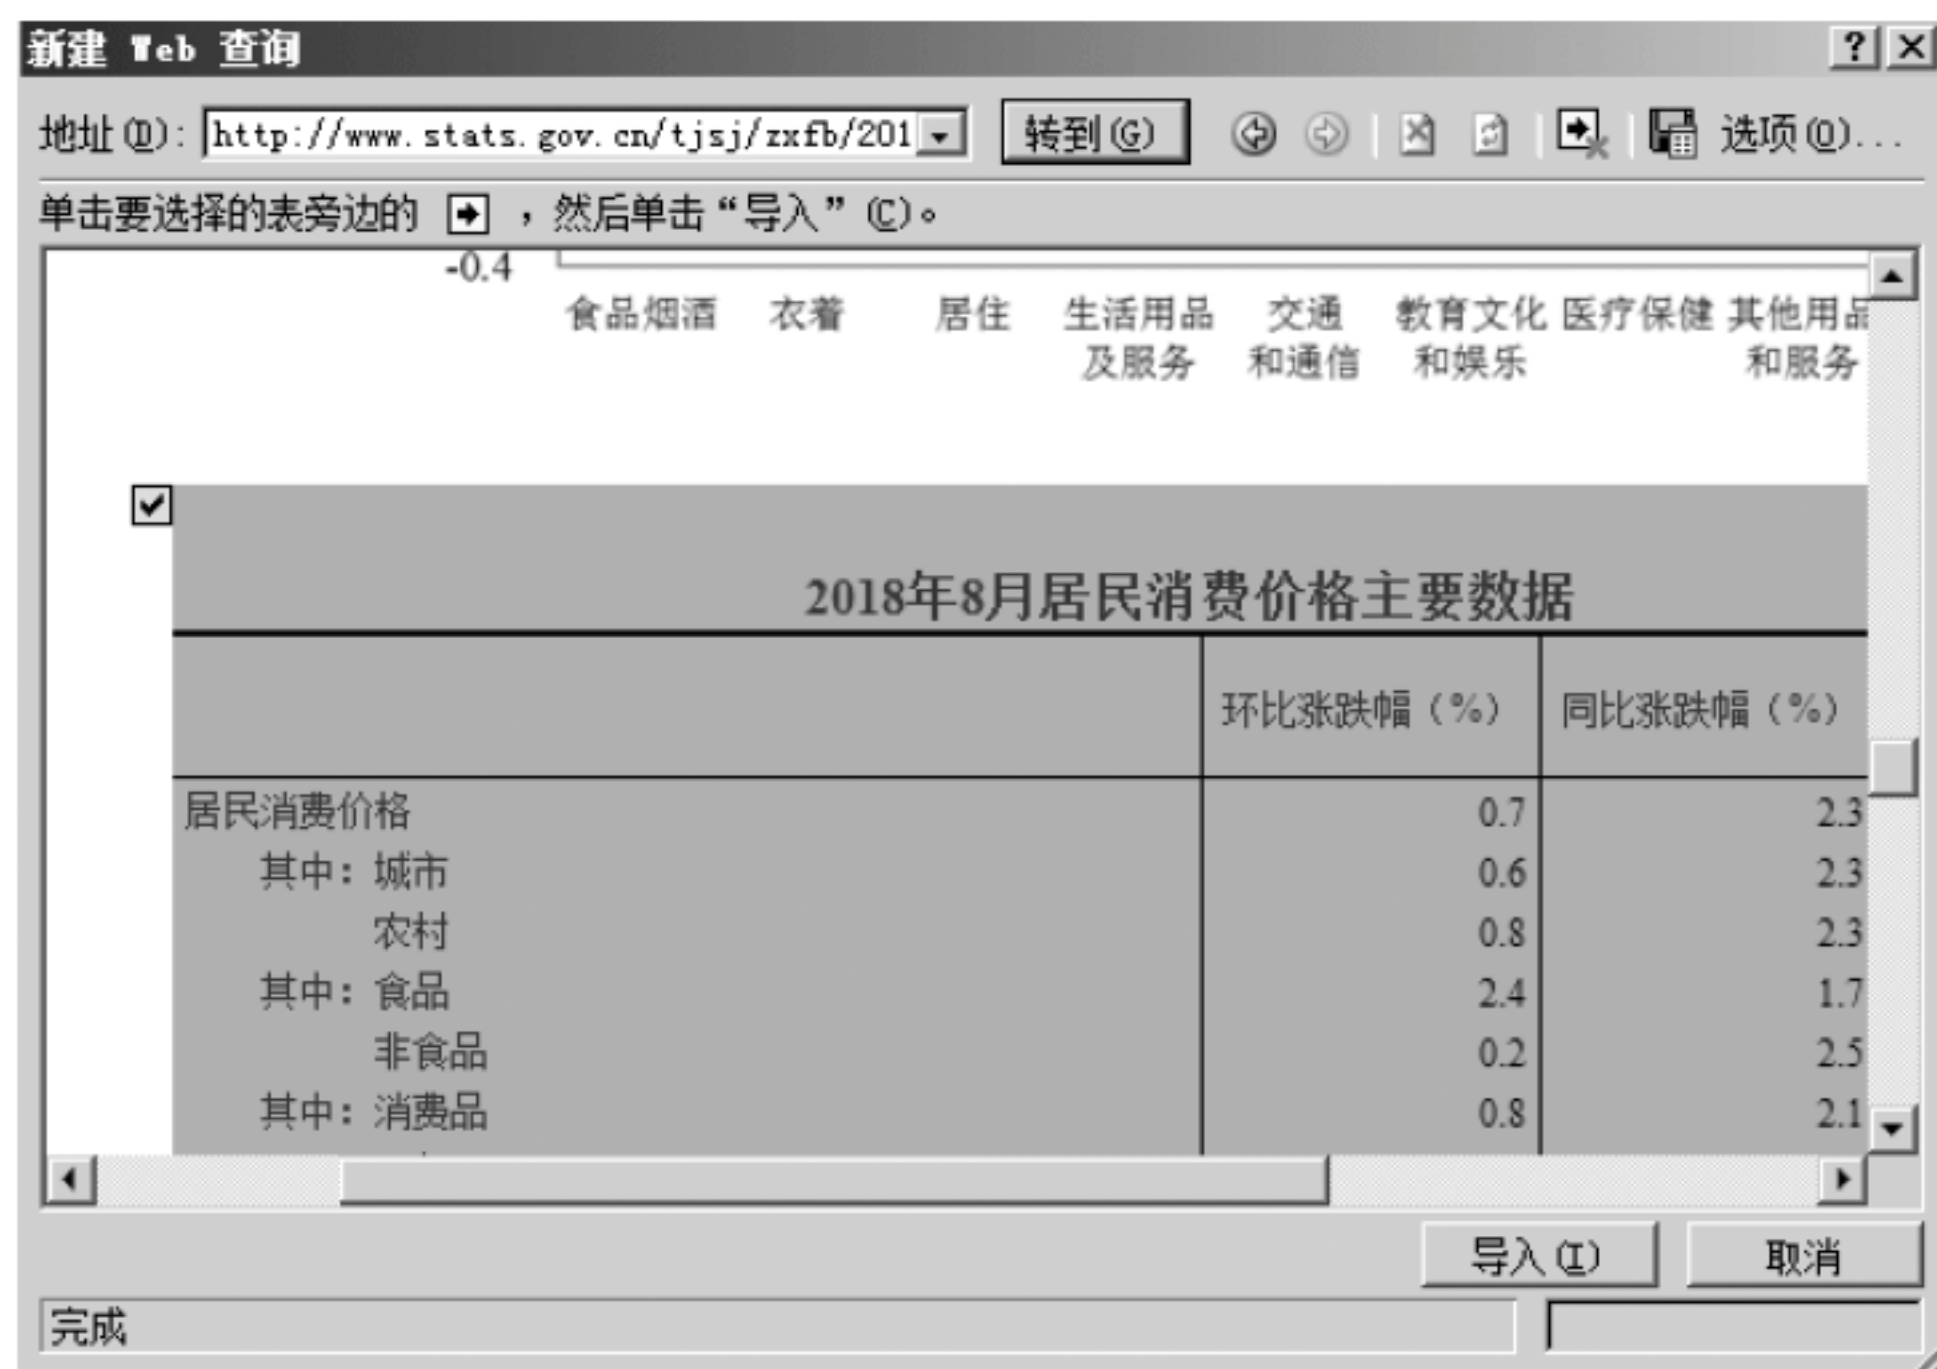 新建 Web 查询
地址(D): http://www.stats.gov.cn/tjsj/zxfb/201 转到(G) 选项(O)...
单击要选择的表旁边的 ，然后单击“导入”(C)。
-0.4
食品烟酒 衣着 居住 生活用品 交通 教育文化 医疗保健 其他用品
及服务 和通信 和娱乐 和服务
2018年8月居民消费价格主要数据
环比涨跌幅（%） 同比涨跌幅（%）
居民消费价格 0.7 2.3
其中：城市 0.6 2.3
农村 0.8 2.3
其中：食品 2.4 1.7
非食品 0.2 2.5
其中：消费品 0.8 2.1
导入(I) 取消
完成